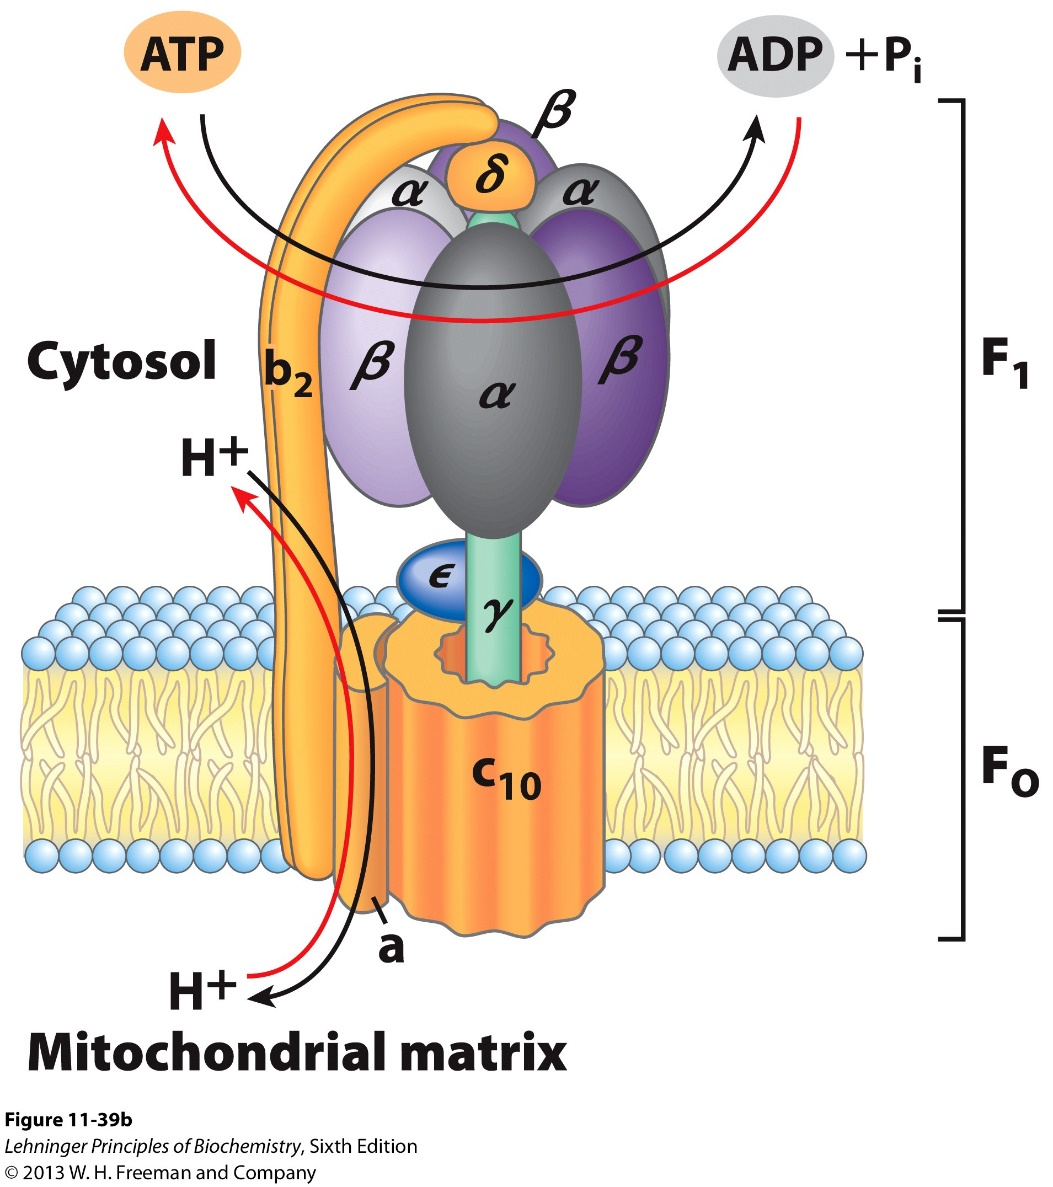 ATP
ADP +Pi
β
δ
α
α
F1
Cytosol
b2
β
α
β
H+
ϵ
γ
c10
Fo
a
H+
Mitochondrial matrix
Figure 11-39b
Lehninger Principles of Biochemistry, Sixth Edition
© 2013 W. H. Freeman and Company